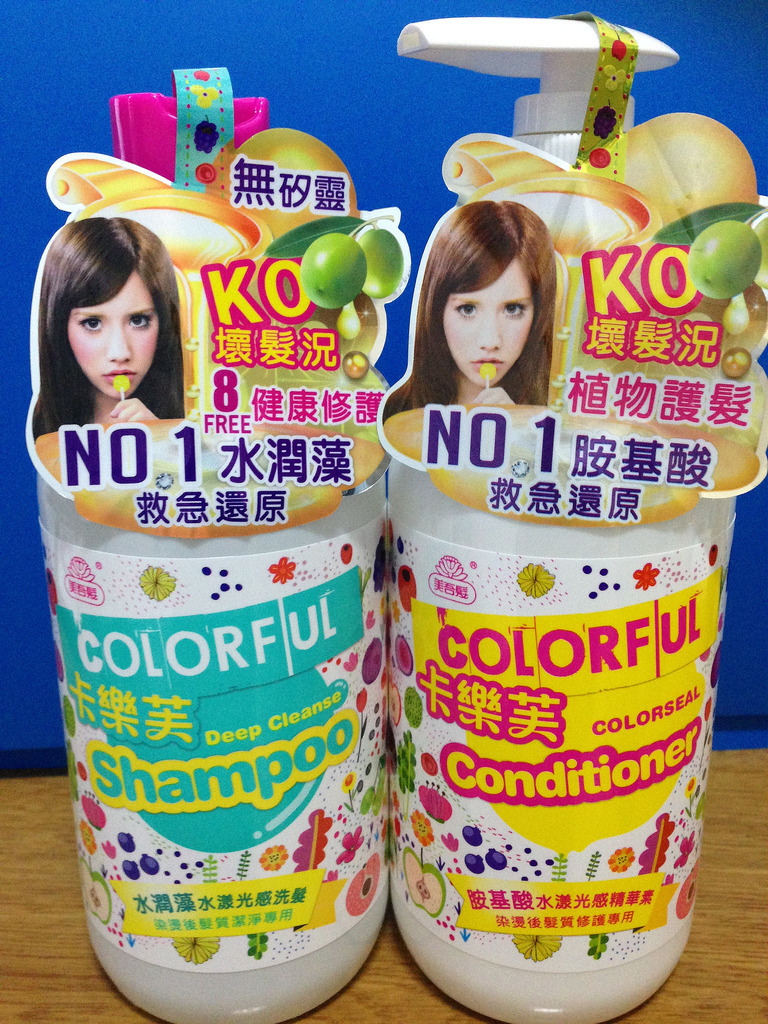 無矽靈
KO
壞髮況
8
FREE
健康修護
NO 1 水潤藻
救急還原
美吾髮®
COLORFUL
卡樂芙
Deep Cleanse
Shampoo
水潤藻水漾光感洗髮
染燙後髮質潔淨專用
KO
壞髮況
植物護髮
NO 1 胺基酸
救急還原
美吾髮®
COLORFUL
卡樂芙
COLORSEAL
Conditioner
胺基酸水漾光感精華素
染燙後髮質修護專用